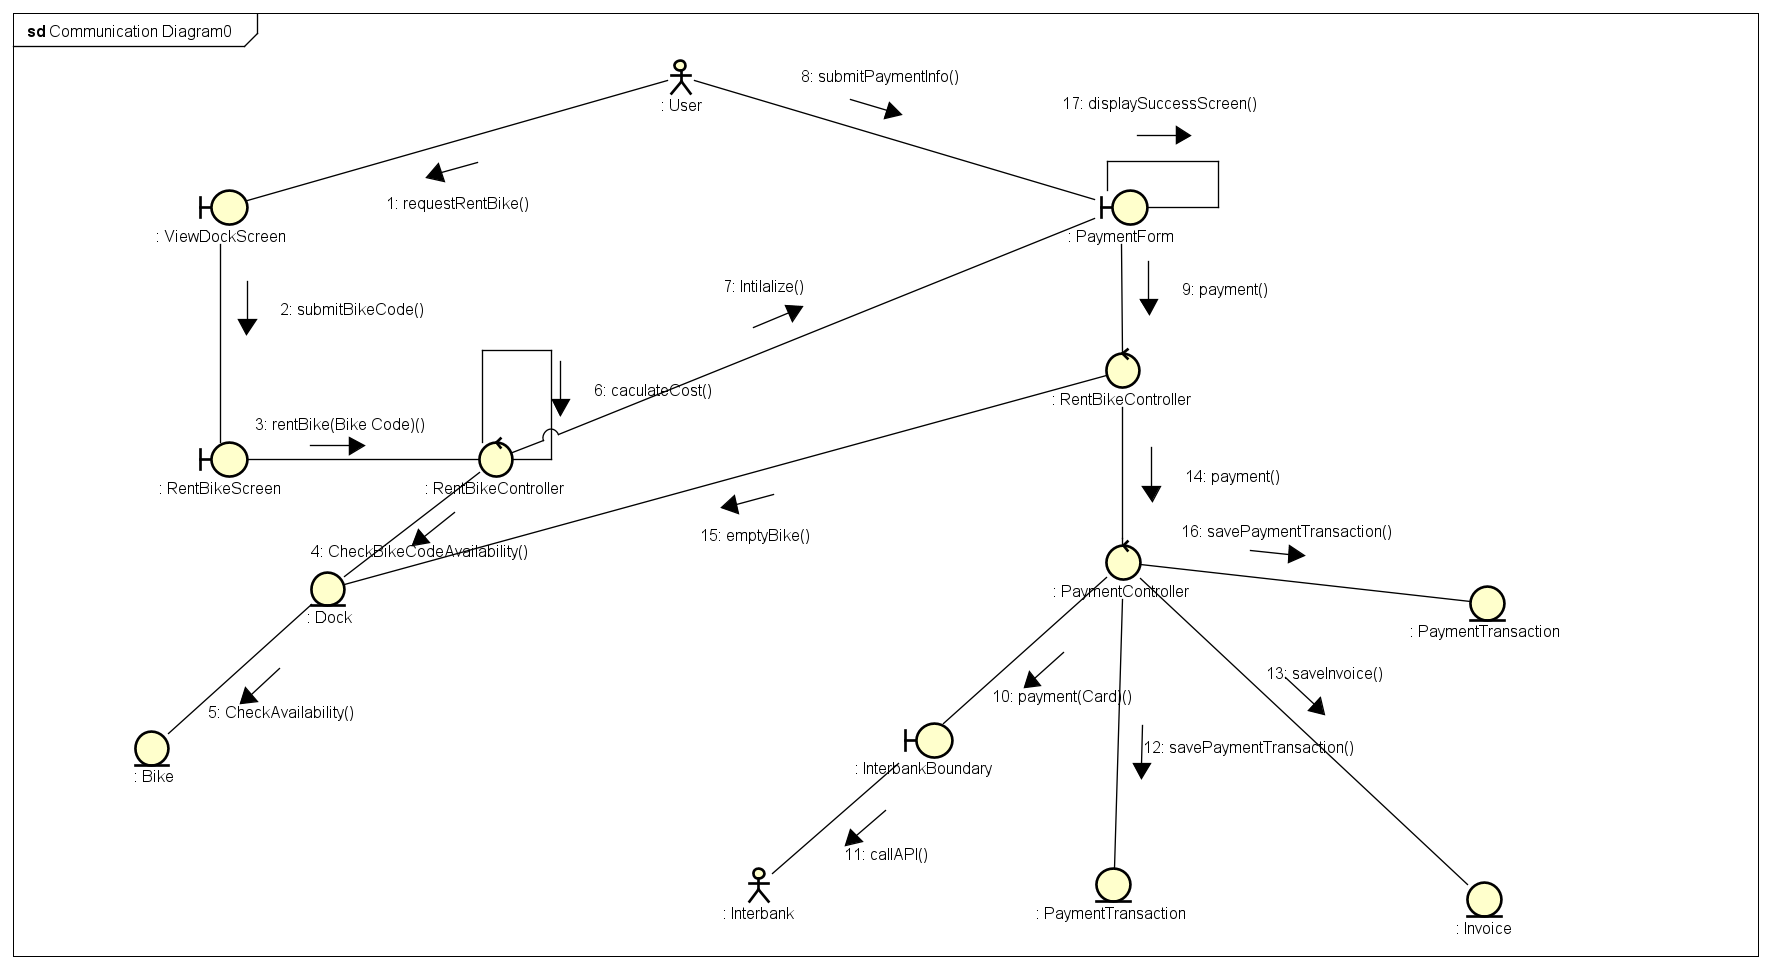 sd Communication Diagram0
8: submitPaymentInfo()
: User
17: displaySuccessScreen()
1: requestRentBike()
: ViewDockScreen
: PaymentForm
7: Intilalize()
9: payment()
2: submitBikeCode()
6: caculateCost()
: RentBikeController
3: rentBike(Bike Code)()
: RentBikeScreen
: RentBikeController
14: payment()
15: emptyBike()
16: savePaymentTransaction()
4: CheckBikeCodeAvailability()
: PaymentController
: Dock
: PaymentTransaction
13: saveInvoice()
10: payment(Card)()
5: CheckAvailability()
12: savePaymentTransaction()
: InterbankBoundary
: Bike
11: callAPI()
: Interbank
: PaymentTransaction
: Invoice